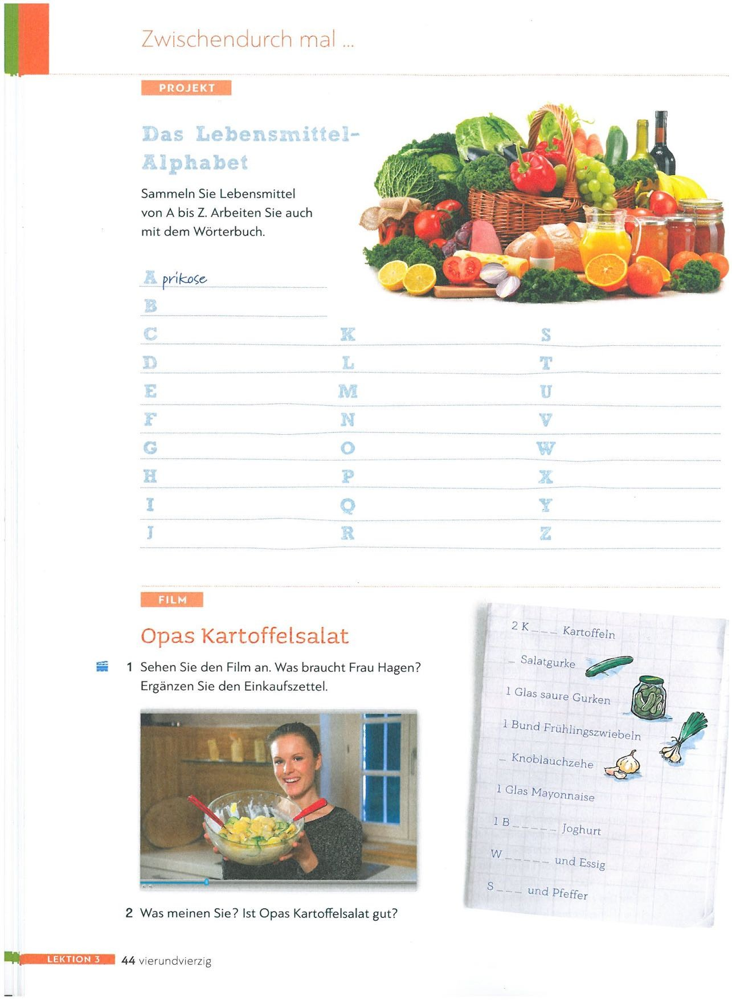 Zwischendurch mal ...
PROJEKT
Das Lebensmittel-
Alphabet
Sammeln Sie Lebensmittel
von A bis Z. Arbeiten Sie auch
mit dem Wörterbuch.
A prikose
B
C
D
E
F
G
H
I
J
K
L
M
N
O
P
Q
R
S
T
U
V
W
X
Y
Z
FILM
Opas Kartoffelsalat
1 Sehen Sie den Film an. Was braucht Frau Hagen?
Ergänzen Sie den Einkaufszettel.
2 K _ _ _ Kartoffeln
_ Salatgurke
1 Glas saure Gurken
1 Bund Frühlingszwiebeln
_ Knoblauchzehe
1 Glas Mayonnaise
1 B _ _ _ _ _ Joghurt
W _ _ _ _ _ und Essig
S _ _ _ und Pfeffer
2 Was meinen Sie? Ist Opas Kartoffelsalat gut?
LEKTION 3 44 vierundvierzig